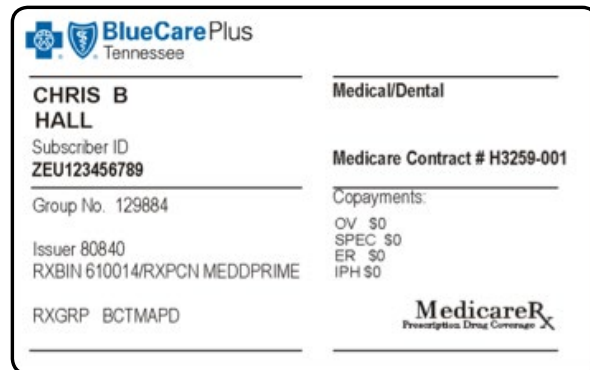 BlueCare Plus
Tennessee
CHRIS B
HALL
Subscriber ID
ZEU123456789
Group No. 129884
Issuer 80840
RXBIN 610014/RXPCN MEDDPRIME
RXGRP BCTMAPD
Medical/Dental
Medicare Contract # H3259-001
Copayments:
OV $0
SPEC $0
ER $0
IPH $0
MedicareRx
Prescription Drug Coverage